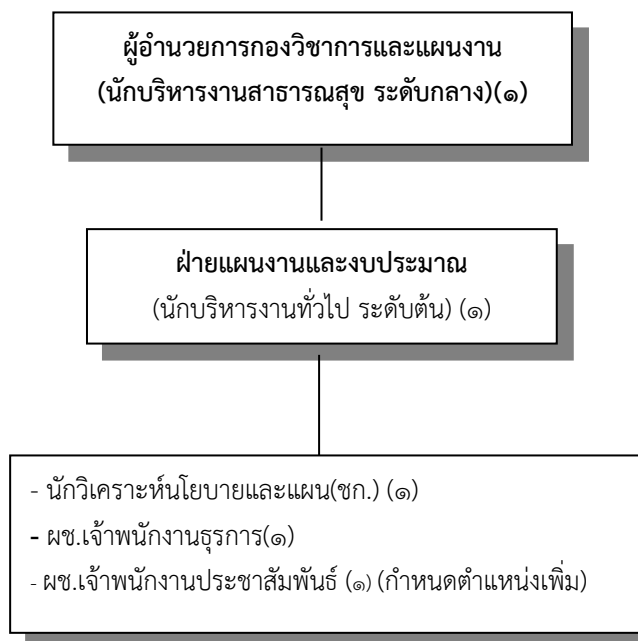 ผู้อำนวยการกองวิชาการและแผนงาน
(นักบริหารงานสาธารณสุข ระดับกลาง)(๑)
ฝ่ายแผนงานและงบประมาณ
(นักบริหารงานทั่วไป ระดับต้น) (๑)
- นักวิเคราะห์นโยบายและแผน(ชก.) (๑)
- ผช.เจ้าพนักงานธุรการ(๑)
- ผช.เจ้าพนักงานประชาสัมพันธ์ (๑) (กำหนดตำแหน่งเพิ่ม)